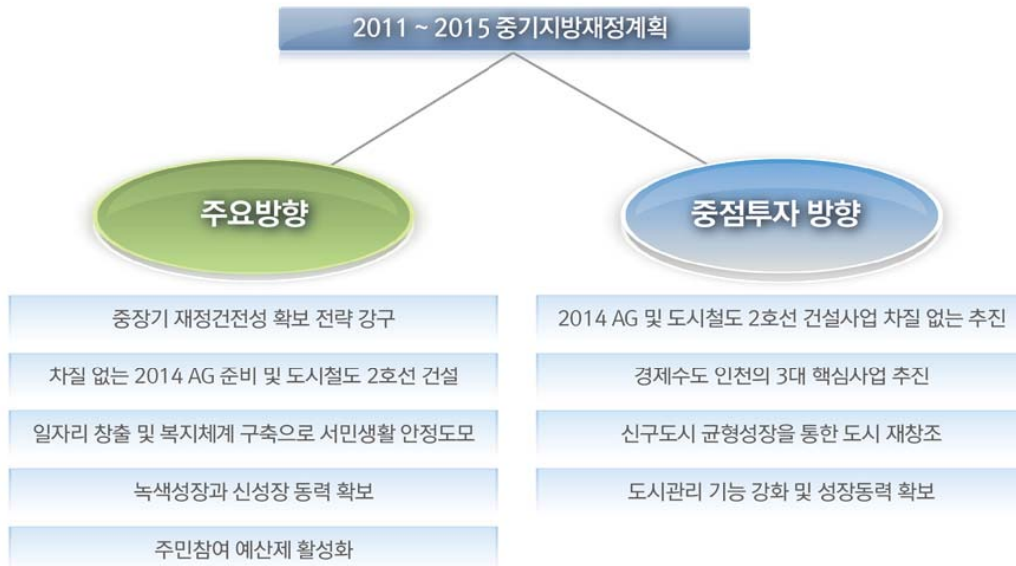 2011 ~ 2015 중기지방재정계획
주요방향
중장기 재정건전성 확보 전략 강구
차질 없는 2014 AG 준비 및 도시철도 2호선 건설
일자리 창출 및 복지체계 구축으로 서민생활 안정도모
녹색성장과 신성장 동력 확보
주민참여 예산제 활성화
중점투자 방향
2014 AG 및 도시철도 2호선 건설사업 차질 없는 추진
경제수도 인천의 3대 핵심사업 추진
신구도시 균형성장을 통한 도시 재창조
도시관리 기능 강화 및 성장동력 확보